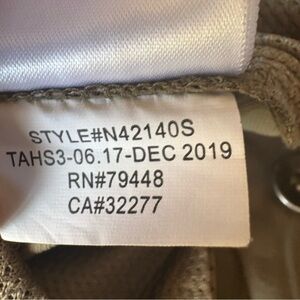 STYLE#N42140S
TAHS3-06.17-DEC 2019
RN#79448
CA#32277